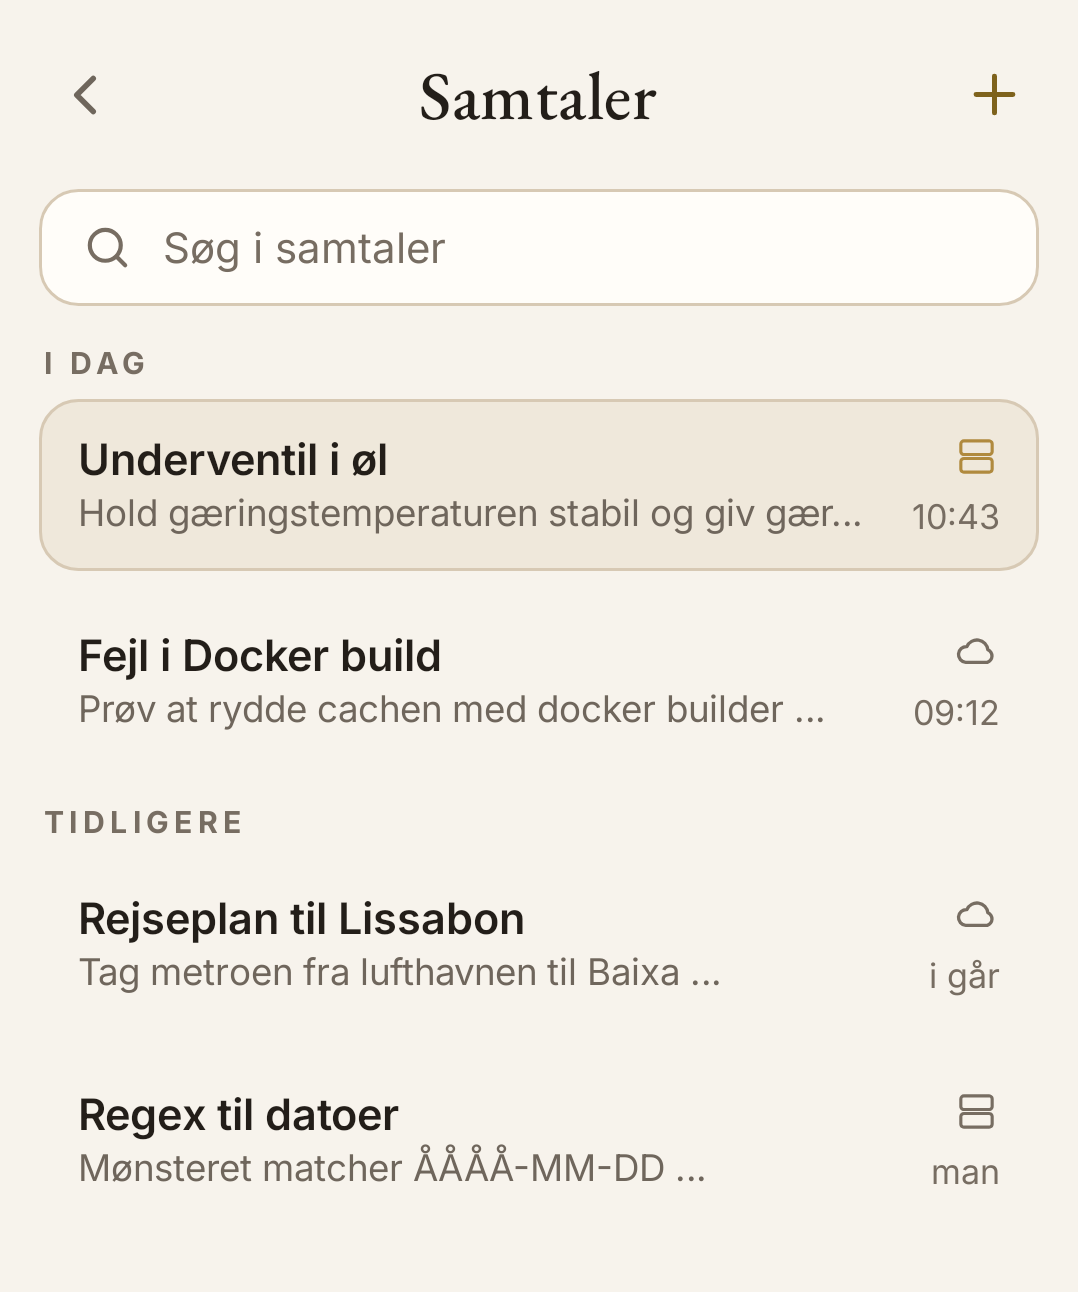 Samtaler
Søg i samtaler
I DAG
Underventil i øl
Hold gæringstemperaturen stabil og giv gær...
10:43
Fejl i Docker build
Prøv at rydde cachen med docker builder ...
09:12
TIDLIGERE
Rejseplan til Lissabon
Tag metroen fra lufthavnen til Baixa ...
i går
Regex til datoer
Mønsteret matcher ÅÅÅÅ-MM-DD ...
man